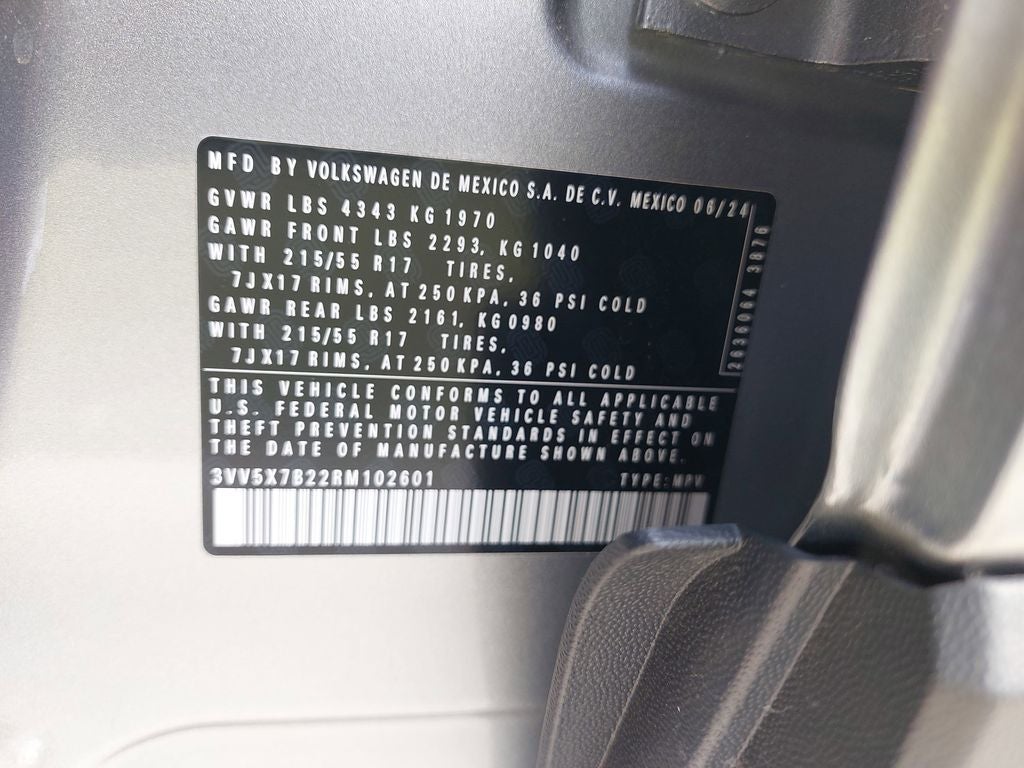 MFD BY VOLKSWAGEN DE MEXICO S.A. DE C.V. MEXICO 06/24
GVWR LBS 4343 KG 1970
GAWR FRONT LBS 2293, KG 1040
WITH 215/55 R17 TIRES,
7JX17 RIMS, AT 250 KPA, 36 PSI COLD
GAWR REAR LBS 2161, KG 0980
WITH 215/55 R17 TIRES,
7JX17 RIMS, AT 250 KPA, 36 PSI COLD
THIS VEHICLE CONFORMS TO ALL APPLICABLE
U.S. FEDERAL MOTOR VEHICLE SAFETY AND
THEFT PREVENTION STANDARDS IN EFFECT ON
THE DATE OF MANUFACTURE SHOWN ABOVE.
3VV5X7B22RM102601 TYPE: MPV